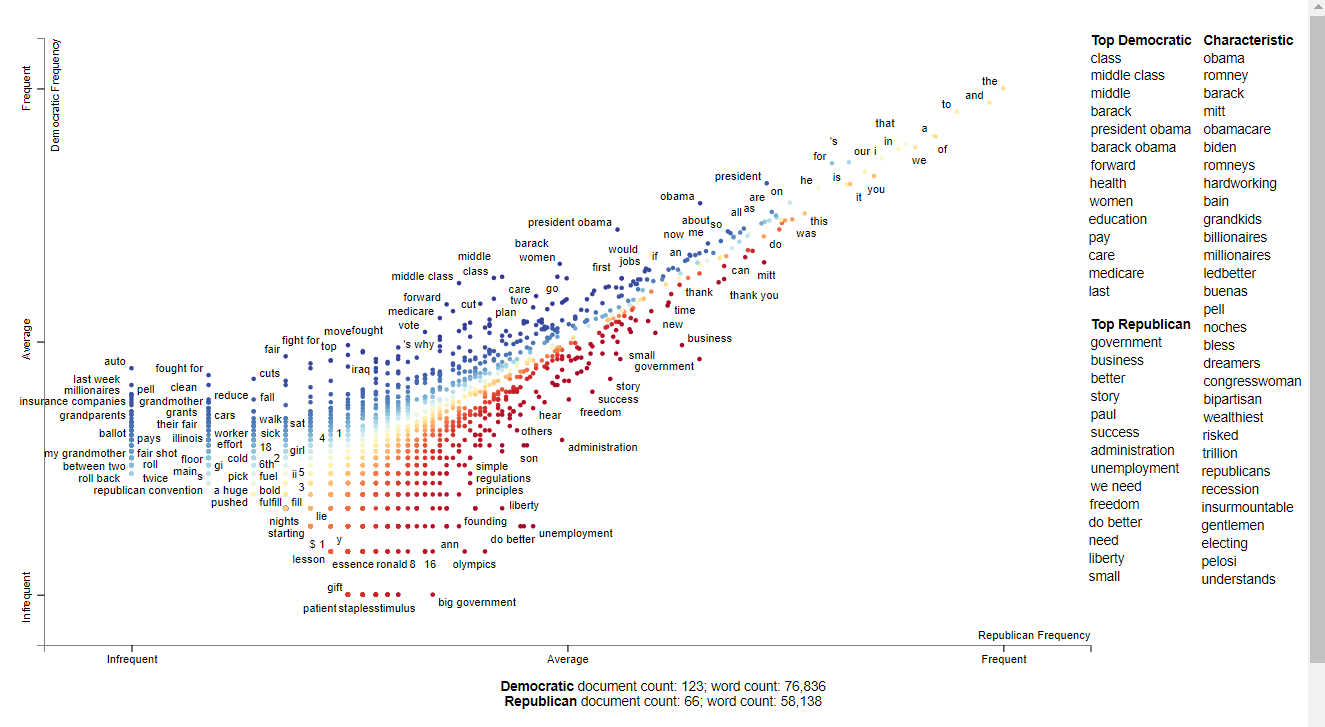 Top Democratic
class
middle class
middle
barack
president obama
barack obama
forward
health
women
education
pay
care
medicare
last
Top Republican
government
business
better
story
paul
success
administration
unemployment
we need
freedom
do better
need
liberty
small
Characteristic
obama
romney
barack
mitt
obamacare
biden
romneys
hardworking
bain
grandkids
billionaires
millionaires
ledbetter
buenas
pell
noches
bless
dreamers
congresswoman
bipartisan
wealthiest
risked
trillion
republicans
recession
insurmountable
gentlemen
electing
pelosi
understands
Democratic Frequency
Frequent
Average
Infrequent
the
and
to
that
a
's
in
of
for
our i
we
president
he
is
you
it
on
obama
are
all as
this
president obama
about so
was
now me
do
barack
women
would
jobs
if
an
middle
class
first
can
mitt
middle class
care
two
go
thank
thank you
forward
cut
medicare
plan
time
vote
new
move fought
fight for
top
's why
business
fair
small
government
auto
fought for
iraq
cuts
last week
millionaires
pell
clean
story
insurance companies
grandmother
reduce
fall
success
grandparents
grants
cars
walk
sat
hear
freedom
their fair
ballot
pays
illinois
worker
sick
4
1
others
administration
effort
18
girl
my grandmother
fair shot
floor
cold
2
son
between two
roll
main
gi
6th
simple
roll back
twice
s
pick
fuel
ii
5
regulations
republican convention
a huge
bold
3
principles
pushed
fulfill
fill
liberty
nights
lie
founding
starting
do better
unemployment
$ 1
y
ann
lesson
essence
ronald
8
16
olympics
gift
big government
patient
staples
stimulus
Republican Frequency
Infrequent
Average
Frequent
Democratic document count: 123; word count: 76,836
Republican document count: 66; word count: 58,138